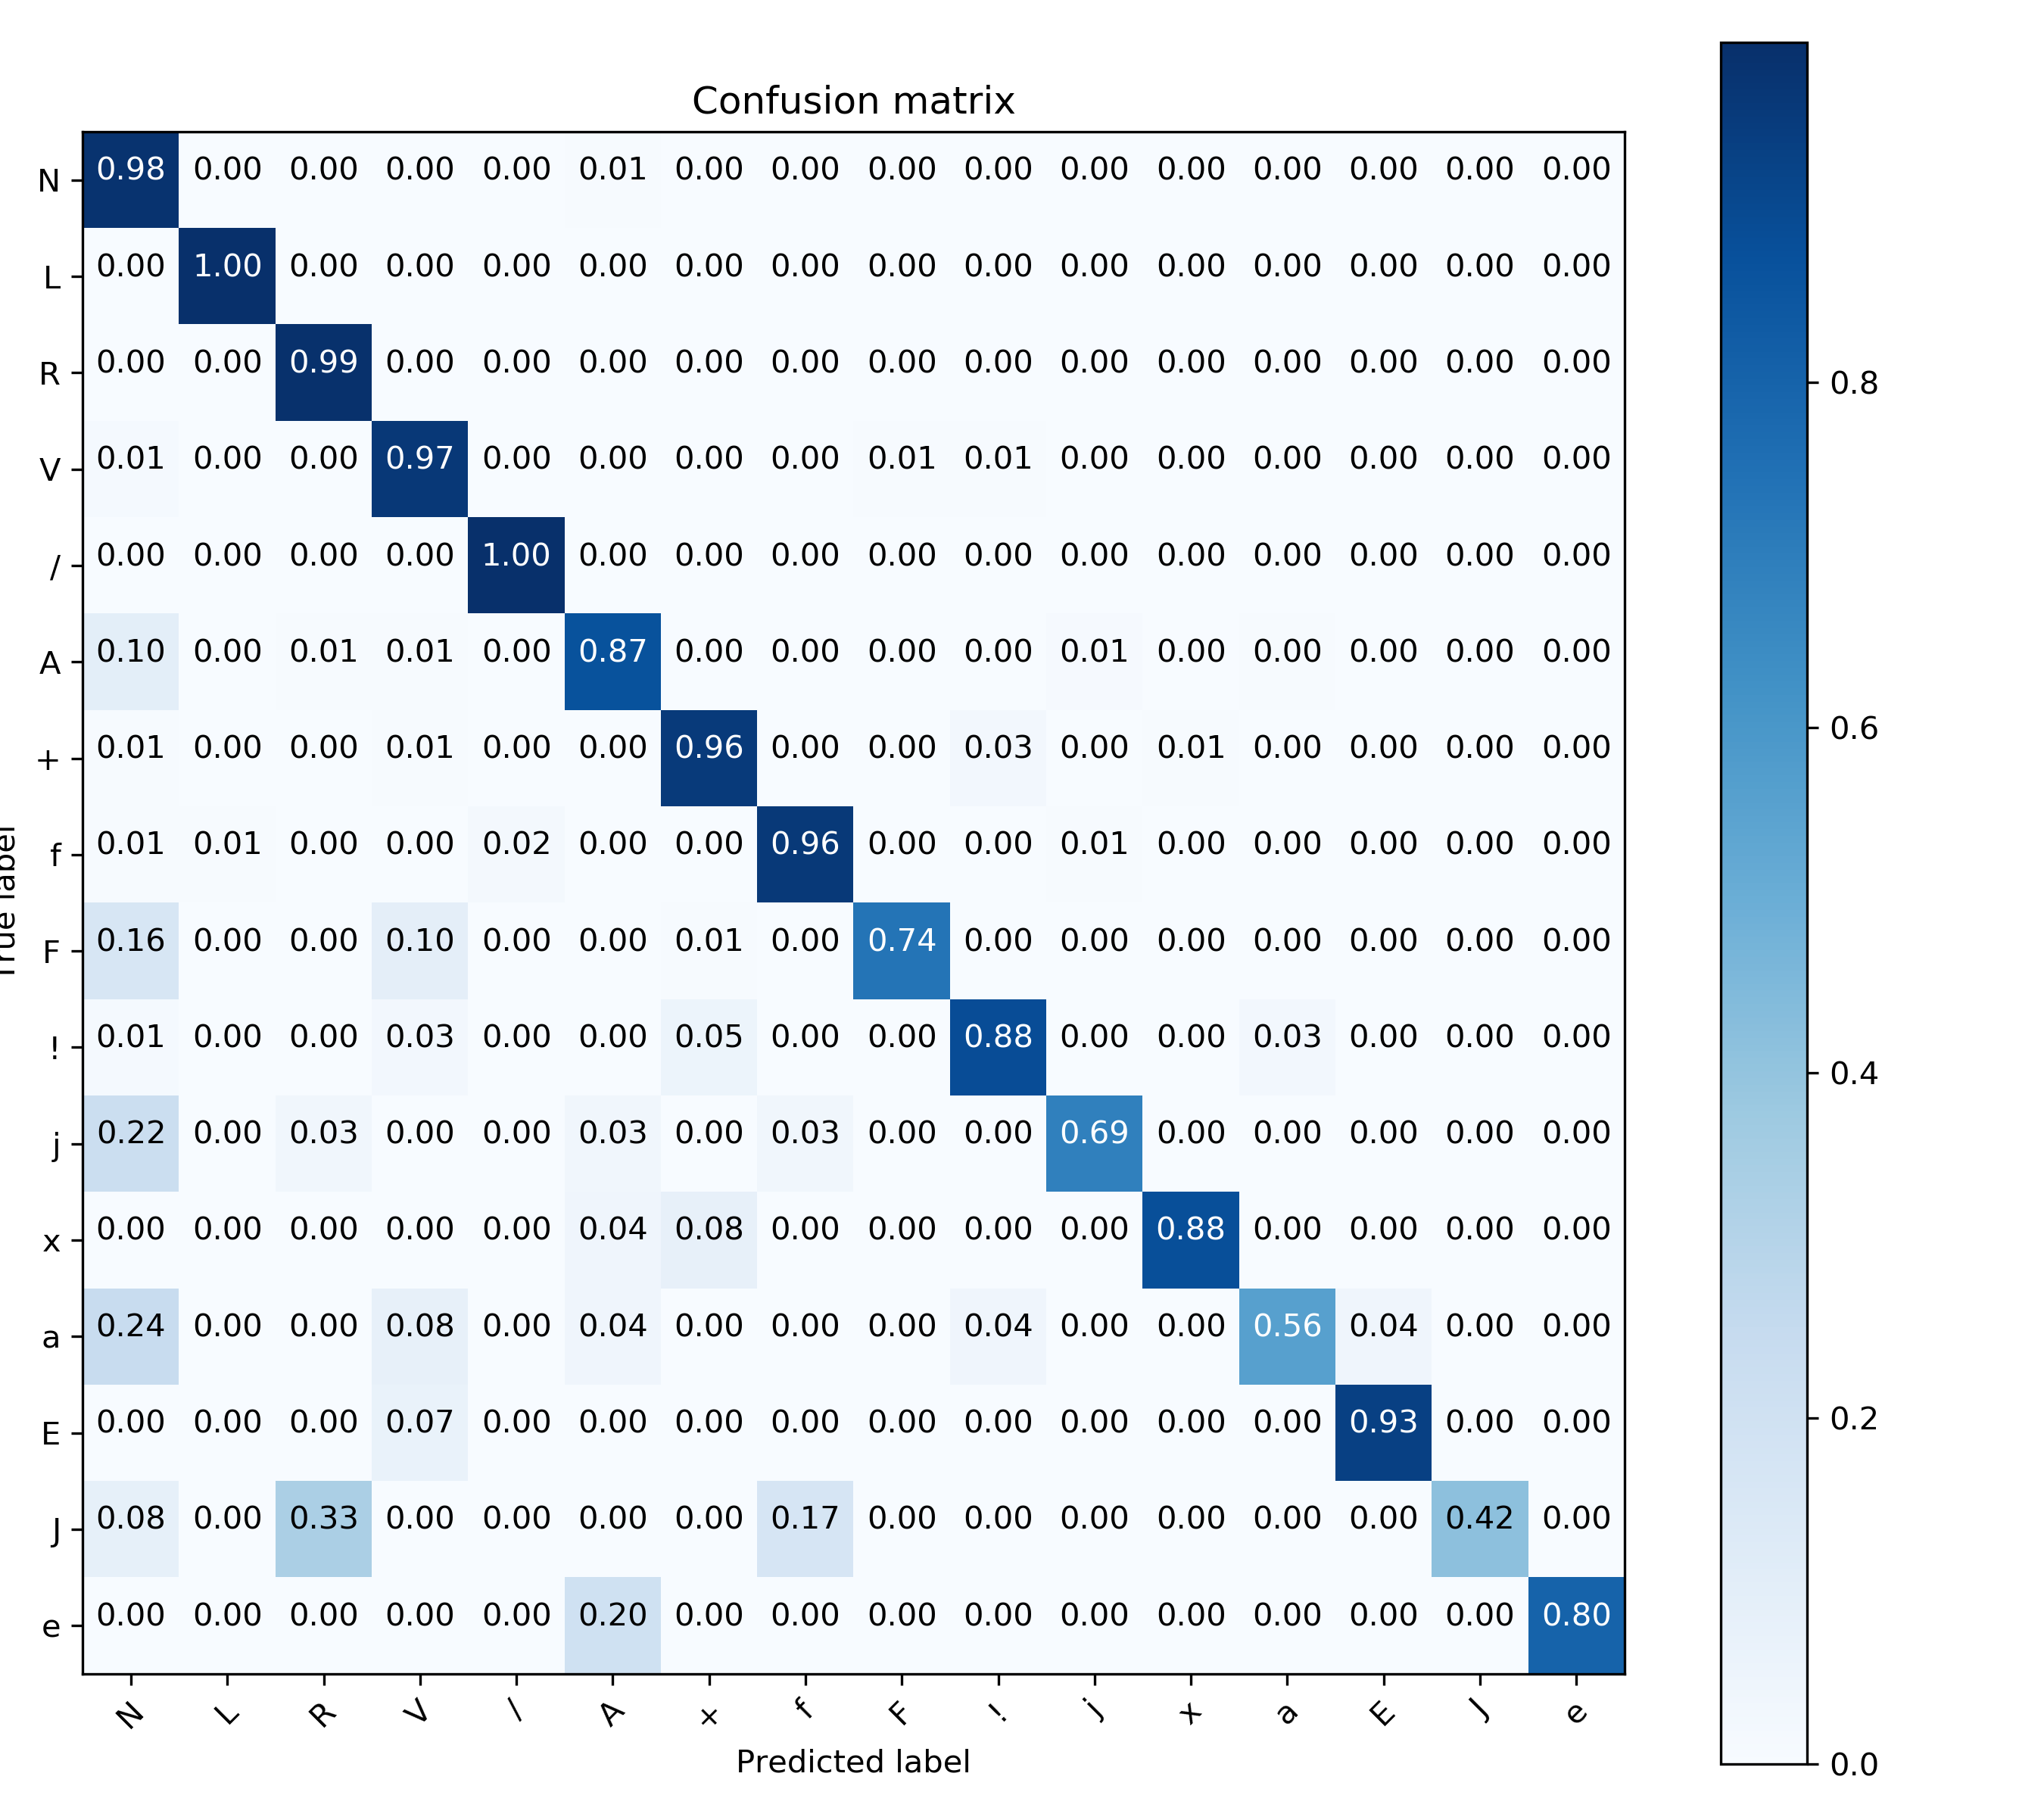 Confusion matrix
N 0.98 0.00 0.00 0.00 0.00 0.01 0.00 0.00 0.00 0.00 0.00 0.00 0.00 0.00 0.00 0.00
L 0.00 1.00 0.00 0.00 0.00 0.00 0.00 0.00 0.00 0.00 0.00 0.00 0.00 0.00 0.00 0.00
R 0.00 0.00 0.99 0.00 0.00 0.00 0.00 0.00 0.00 0.00 0.00 0.00 0.00 0.00 0.00 0.00
V 0.01 0.00 0.00 0.97 0.00 0.00 0.00 0.00 0.01 0.01 0.00 0.00 0.00 0.00 0.00 0.00
/ 0.00 0.00 0.00 0.00 1.00 0.00 0.00 0.00 0.00 0.00 0.00 0.00 0.00 0.00 0.00 0.00
A 0.10 0.00 0.01 0.01 0.00 0.87 0.00 0.00 0.00 0.00 0.01 0.00 0.00 0.00 0.00 0.00
+ 0.01 0.00 0.00 0.01 0.00 0.00 0.96 0.00 0.00 0.03 0.00 0.01 0.00 0.00 0.00 0.00
f 0.01 0.01 0.00 0.00 0.02 0.00 0.00 0.96 0.00 0.00 0.01 0.00 0.00 0.00 0.00 0.00
F 0.16 0.00 0.00 0.10 0.00 0.00 0.01 0.00 0.74 0.00 0.00 0.00 0.00 0.00 0.00 0.00
! 0.01 0.00 0.00 0.03 0.00 0.00 0.05 0.00 0.00 0.88 0.00 0.00 0.03 0.00 0.00 0.00
j 0.22 0.00 0.03 0.00 0.00 0.03 0.00 0.03 0.00 0.00 0.69 0.00 0.00 0.00 0.00 0.00
x 0.00 0.00 0.00 0.00 0.00 0.04 0.08 0.00 0.00 0.00 0.00 0.88 0.00 0.00 0.00 0.00
a 0.24 0.00 0.00 0.08 0.00 0.04 0.00 0.00 0.00 0.04 0.00 0.00 0.56 0.04 0.00 0.00
E 0.00 0.00 0.00 0.07 0.00 0.00 0.00 0.00 0.00 0.00 0.00 0.00 0.00 0.93 0.00 0.00
J 0.08 0.00 0.33 0.00 0.00 0.00 0.00 0.17 0.00 0.00 0.00 0.00 0.00 0.00 0.42 0.00
e 0.00 0.00 0.00 0.00 0.00 0.20 0.00 0.00 0.00 0.00 0.00 0.00 0.00 0.00 0.00 0.80
N L R V / A + f F ! j x a E J e
Predicted label
True label
0.8
0.6
0.4
0.2
0.0